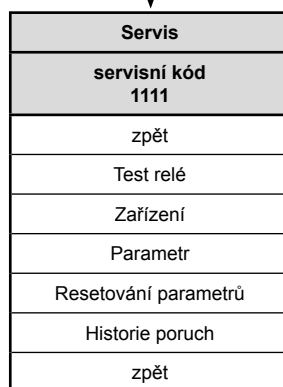 Servis
servisní kód
1111
zpět
Test relé
Zařízení
Parametr
Resetování parametrů
Historie poruch
zpět